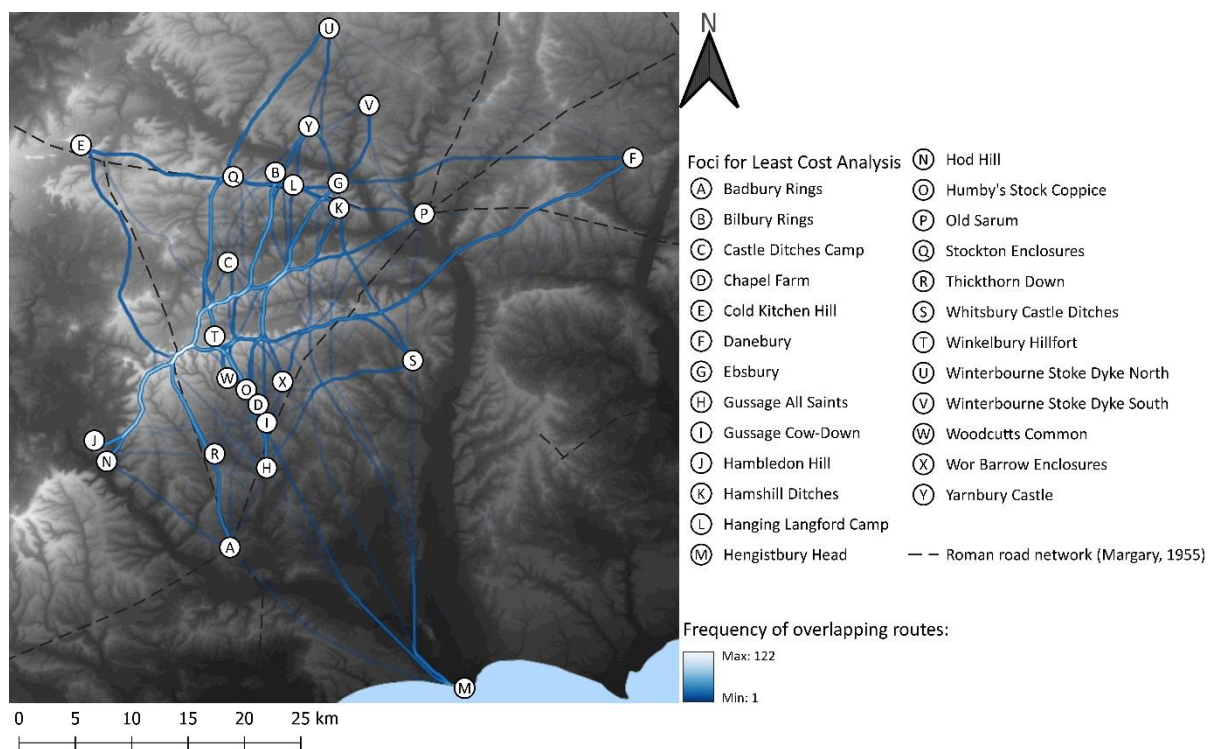 N
U
V
Y
E
B
F
Q
L
G
K
P
C
T
S
W
X
O
D
I
J
N
R
H
A
M
0 5 10 15 20 25 km
Foci for Least Cost Analysis
A Badbury Rings
B Bilbury Rings
C Castle Ditches Camp
D Chapel Farm
E Cold Kitchen Hill
F Danebury
G Ebsbury
H Gussage All Saints
I Gussage Cow-Down
J Hambledon Hill
K Hamshill Ditches
L Hanging Langford Camp
M Hengistbury Head
N Hod Hill
O Humby's Stock Coppice
P Old Sarum
Q Stockton Enclosures
R Thickthorn Down
S Whitsbury Castle Ditches
T Winkelbury Hillfort
U Winterbourne Stoke Dyke North
V Winterbourne Stoke Dyke South
W Woodcutts Common
X Wor Barrow Enclosures
Y Yarnbury Castle
Roman road network (Margary, 1955)
Frequency of overlapping routes:
Max: 122
Min: 1